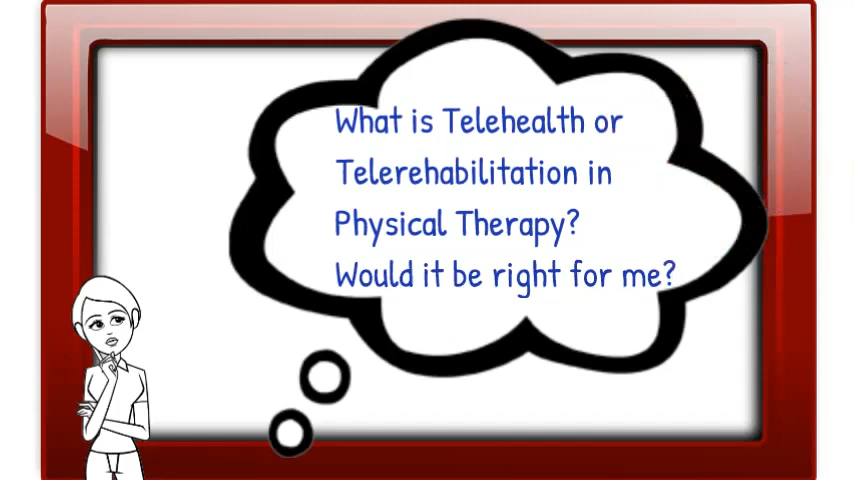 What is Telehealth or
Telerehabilitation in
Physical Therapy?
Would it be right for me?